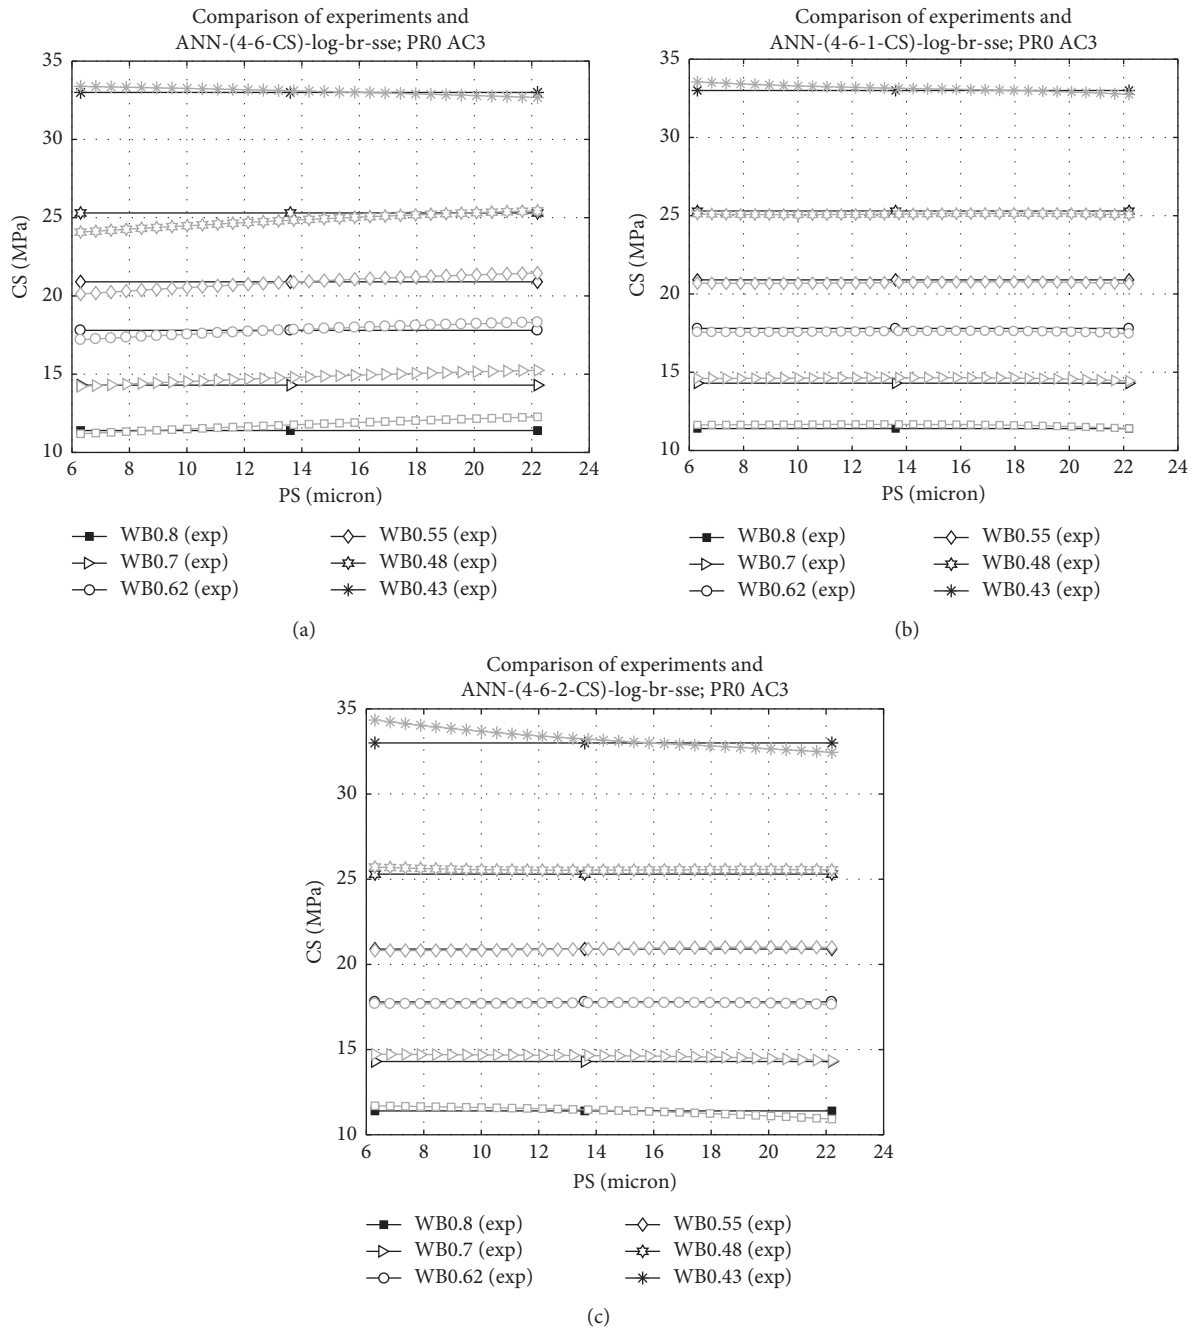 Comparison of experiments and
ANN-(4-6-CS)-log-br-sse; PR0 AC3
35
30
25
20
15
10
CS (MPa)
6 8 10 12 14 16 18 20 22 24
PS (micron)
WB0.8 (exp)
WB0.7 (exp)
WB0.62 (exp)
WB0.55 (exp)
WB0.48 (exp)
WB0.43 (exp)
(a)
Comparison of experiments and
ANN-(4-6-1-CS)-log-br-sse; PR0 AC3
35
30
25
20
15
10
CS (MPa)
6 8 10 12 14 16 18 20 22 24
PS (micron)
WB0.8 (exp)
WB0.7 (exp)
WB0.62 (exp)
WB0.55 (exp)
WB0.48 (exp)
WB0.43 (exp)
(b)
Comparison of experiments and
ANN-(4-6-2-CS)-log-br-sse; PR0 AC3
35
30
25
20
15
10
CS (MPa)
6 8 10 12 14 16 18 20 22 24
PS (micron)
WB0.8 (exp)
WB0.7 (exp)
WB0.62 (exp)
WB0.55 (exp)
WB0.48 (exp)
WB0.43 (exp)
(c)